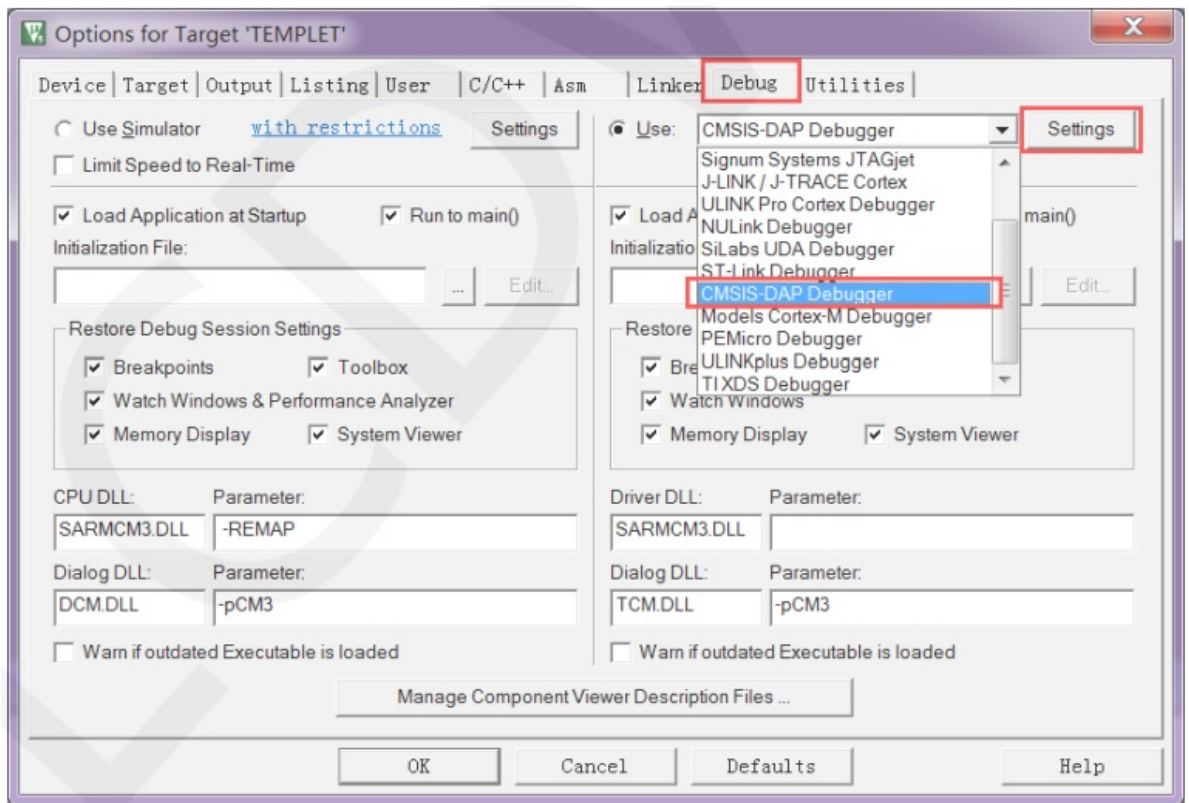 Options for Target 'TEMPLET'
Device Target Output Listing User C/C++ Asm Linker Debug Utilities
Use Simulator with restrictions Settings
Use: CMSIS-DAP Debugger Settings
Limit Speed to Real-Time
Signum Systems JTAGjet
J-LINK / J-TRACE Cortex
ULINK Pro Cortex Debugger
NULink Debugger
SiLabs UDA Debugger
ST-Link Debugger
CMSIS-DAP Debugger
Models Cortex-M Debugger
PEMicro Debugger
ULINKplus Debugger
TI XDS Debugger
Load Application at Startup Run to main()
Load A main()
Initialization File:
Initializatio
... Edit...
Edit...
Restore Debug Session Settings
Restore
Breakpoints Toolbox
Bre
Watch Windows & Performance Analyzer
Watch Windows
Memory Display System Viewer
Memory Display System Viewer
CPU DLL: Parameter:
SARMCM3.DLL -REMAP
Dialog DLL: Parameter:
DCM.DLL -pCM3
Warn if outdated Executable is loaded
Driver DLL: Parameter:
SARMCM3.DLL
Dialog DLL: Parameter:
TCM.DLL -pCM3
Warn if outdated Executable is loaded
Manage Component Viewer Description Files ...
OK Cancel Defaults Help